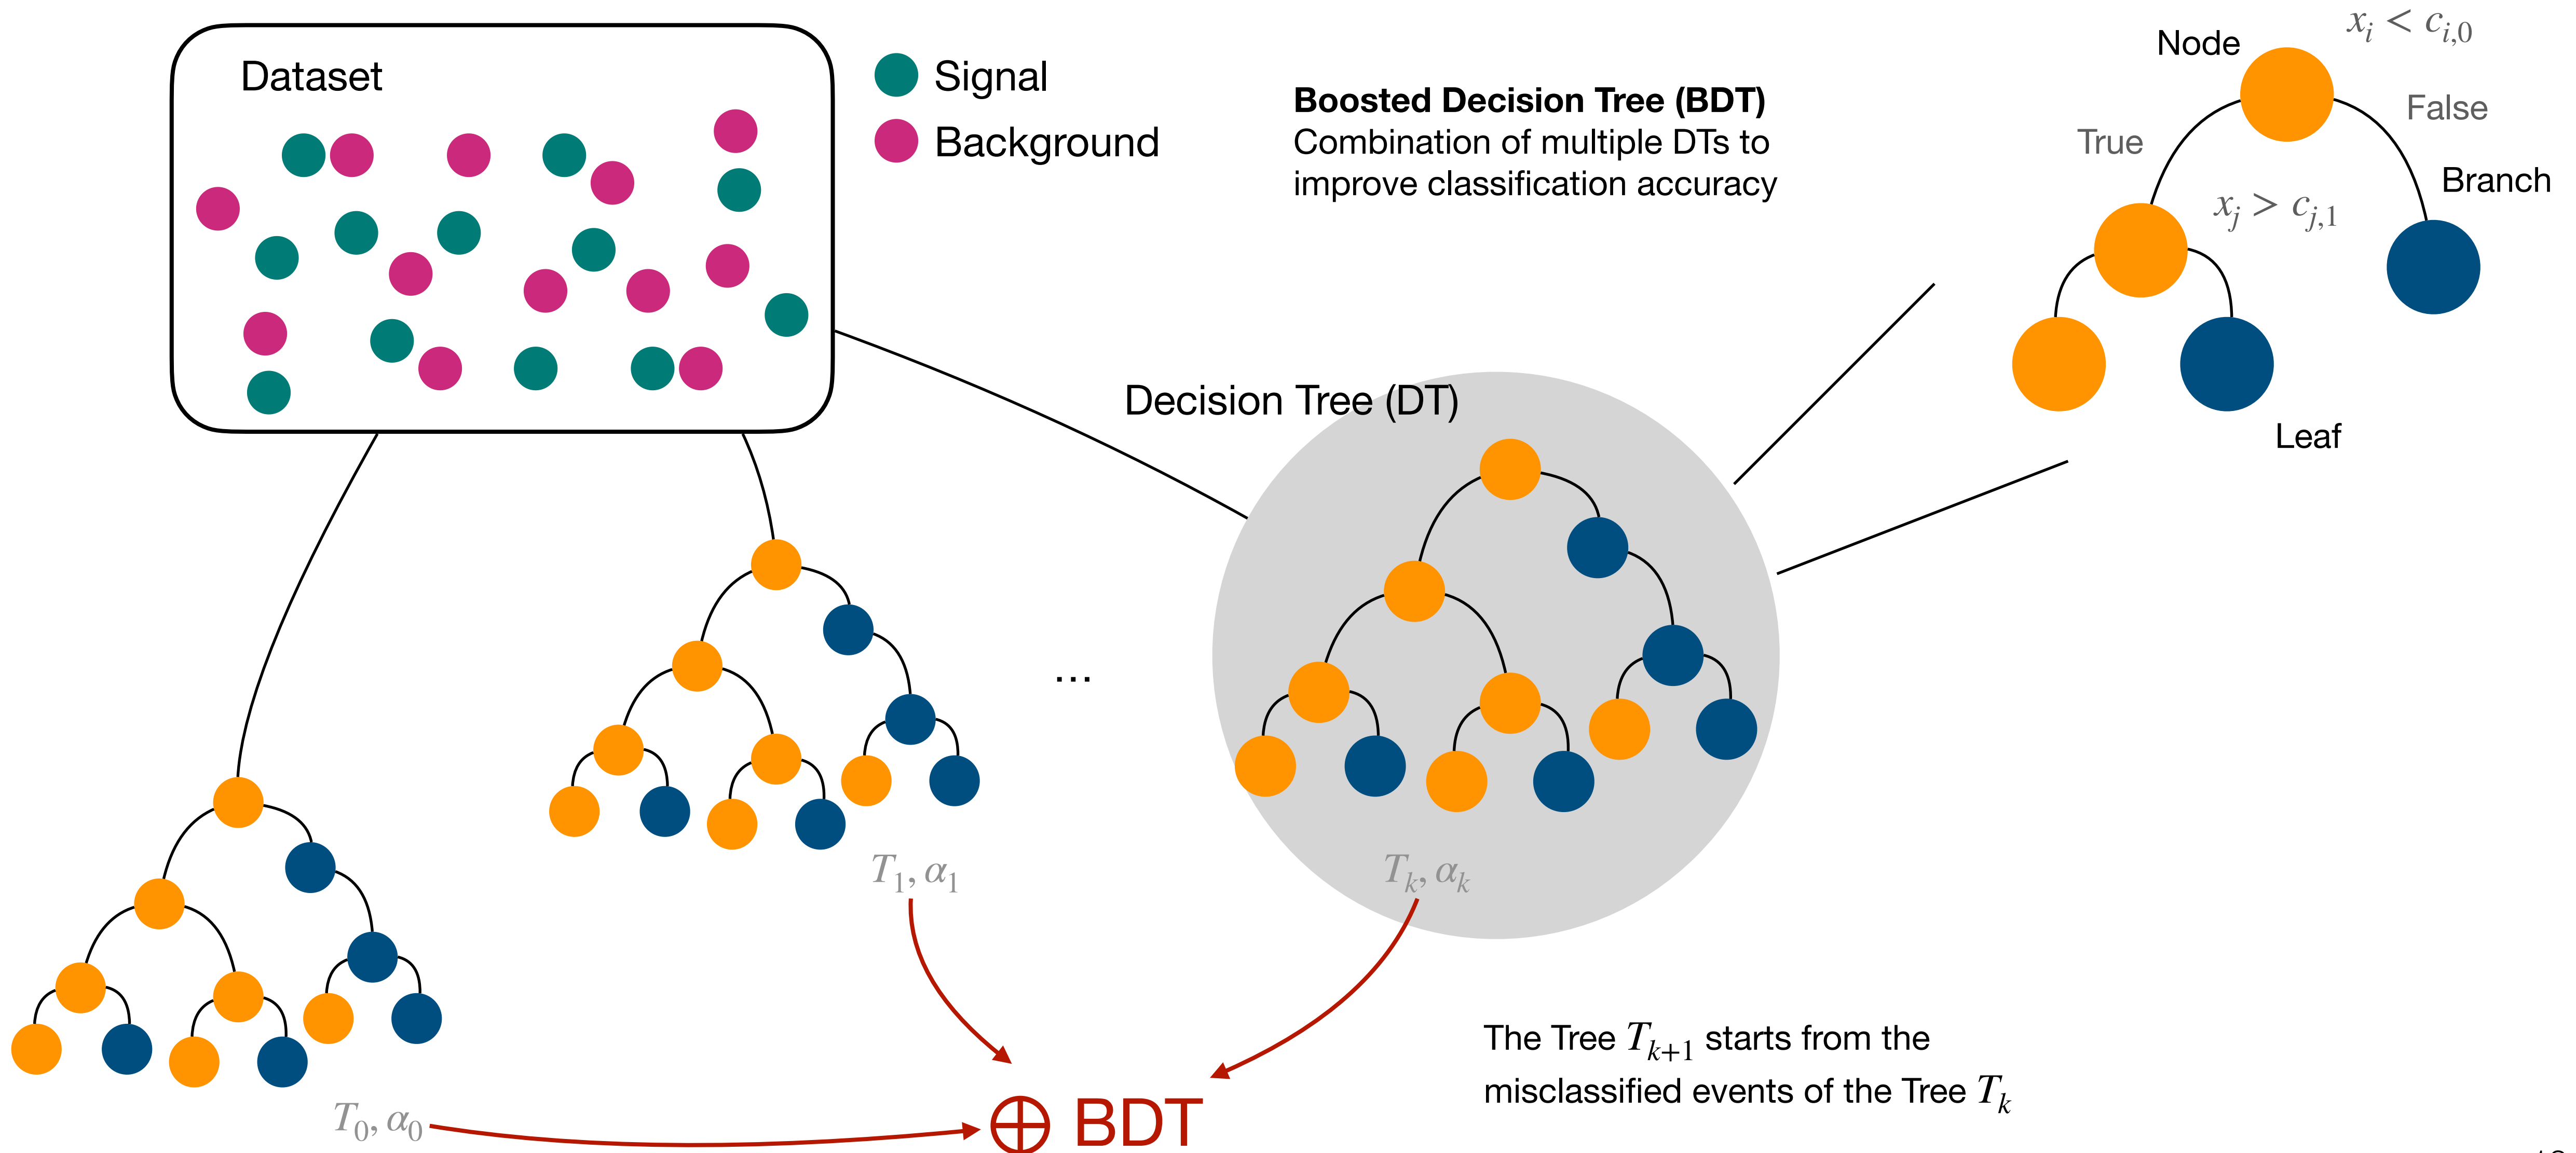 Dataset
Signal
Background
Boosted Decision Tree (BDT)
Combination of multiple DTs to
improve classification accuracy
Node
x_i < c_{i,0}
True
False
x_j > c_{j,1}
Branch
Leaf
Decision Tree (DT)
...
T_1, α_1
T_k, α_k
T_0, α_0
⊕ BDT
The Tree T_{k+1} starts from the
misclassified events of the Tree T_k